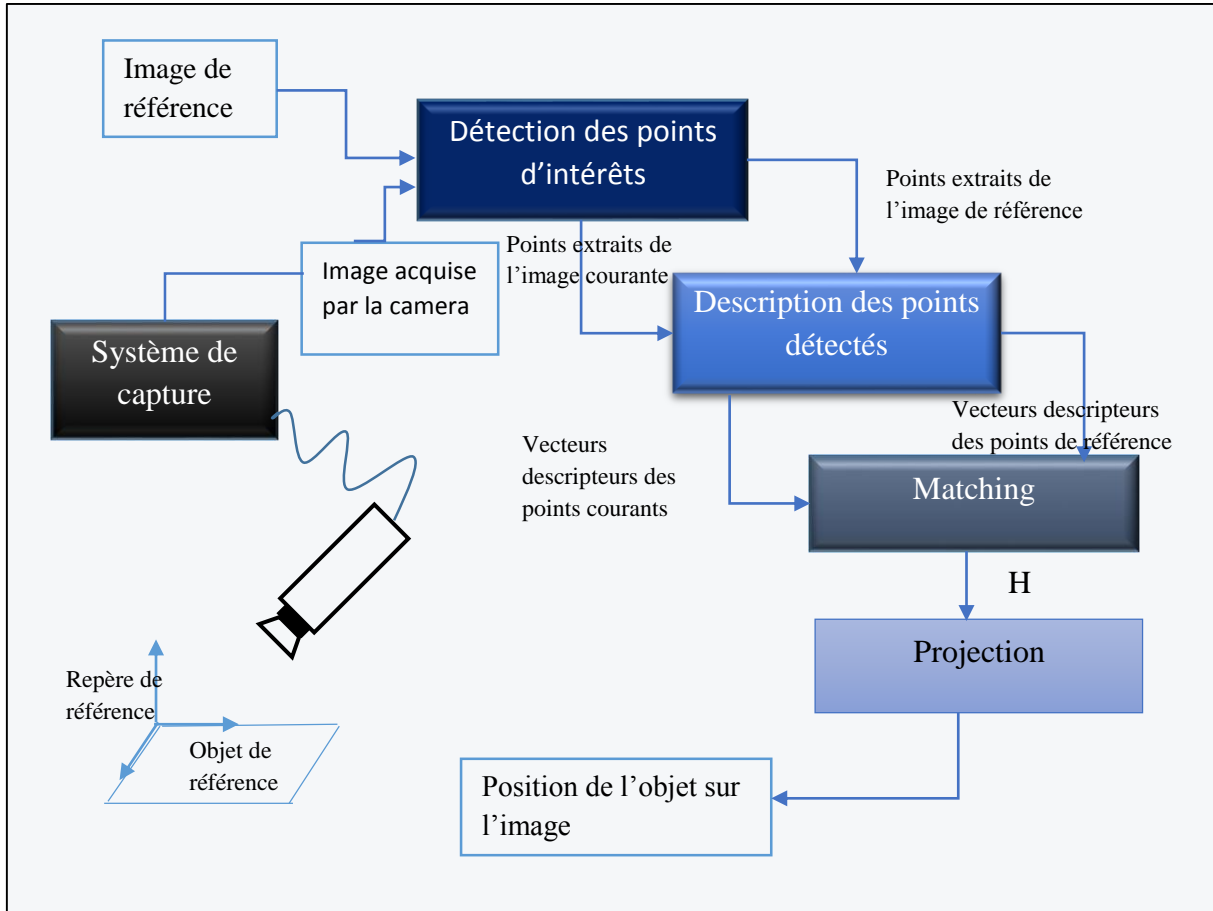 Image de
référence
Détection des points
d’intérêts
Points extraits de
l’image de référence
Points extraits de
l’image courante
Image acquise
par la camera
Description des points
détectés
Système de
capture
Vecteurs descripteurs
des points de référence
Vecteurs
descripteurs des
points courants
Matching
H
Projection
Repère de
référence
Objet de
référence
Position de l’objet sur
l’image